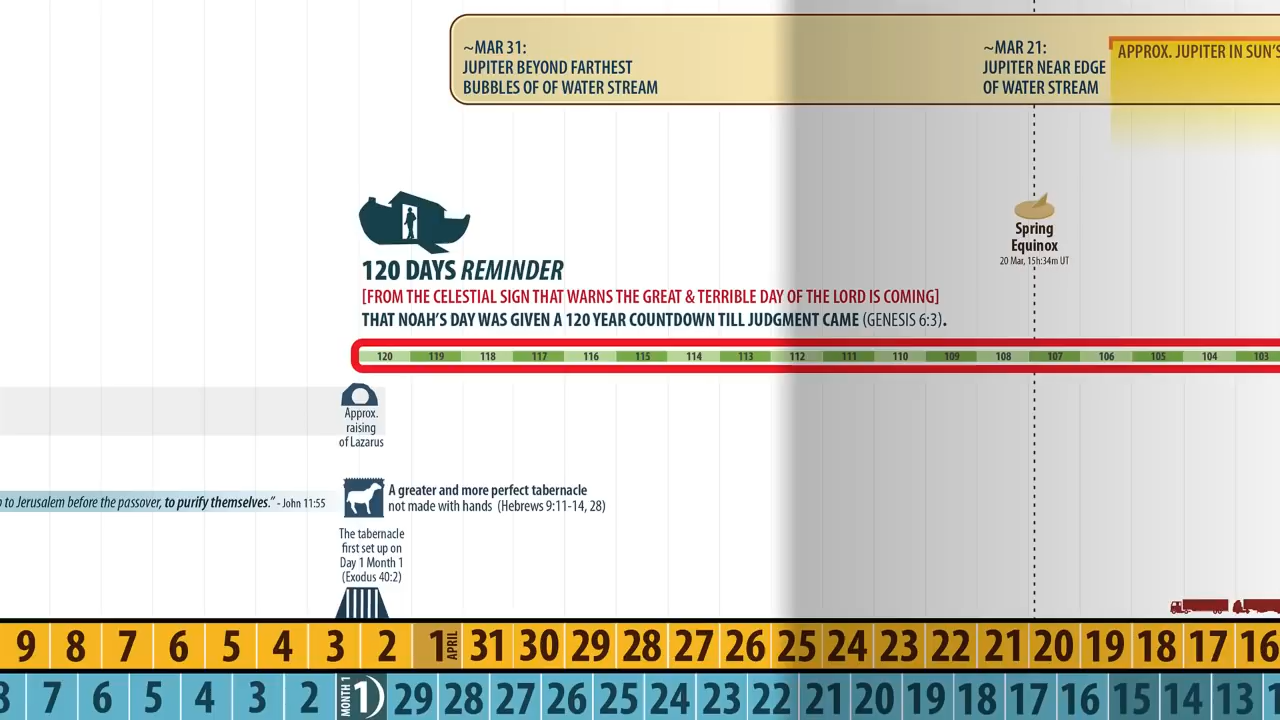 ~MAR 31:
JUPITER BEYOND FARTHEST
BUBBLES OF OF WATER STREAM
~MAR 21:
JUPITER NEAR EDGE
OF WATER STREAM
APPROX. JUPITER IN SUN'S
Spring
Equinox
20 Mar, 15h:34m UT
120 DAYS REMINDER
[FROM THE CELESTIAL SIGN THAT WARNS THE GREAT & TERRIBLE DAY OF THE LORD IS COMING]
THAT NOAH'S DAY WAS GIVEN A 120 YEAR COUNTDOWN TILL JUDGMENT CAME (GENESIS 6:3).
120 119 118 117 116 115 114 113 112 111 110 109 108 107 106 105 104 103
Approx.
raising
of Lazarus
to Jerusalem before the passover, to purify themselves." - John 11:55
A greater and more perfect tabernacle
not made with hands (Hebrews 9:11-14, 28)
The tabernacle
first set up on
Day 1 Month 1
(Exodus 40:2)
9 8 7 6 5 4 3 2 1 APRIL 31 30 29 28 27 26 25 24 23 22 21 20 19 18 17 16
8 7 6 5 4 3 2 MONTH 1 1 29 28 27 26 25 24 23 22 21 20 19 18 17 16 15 14 13